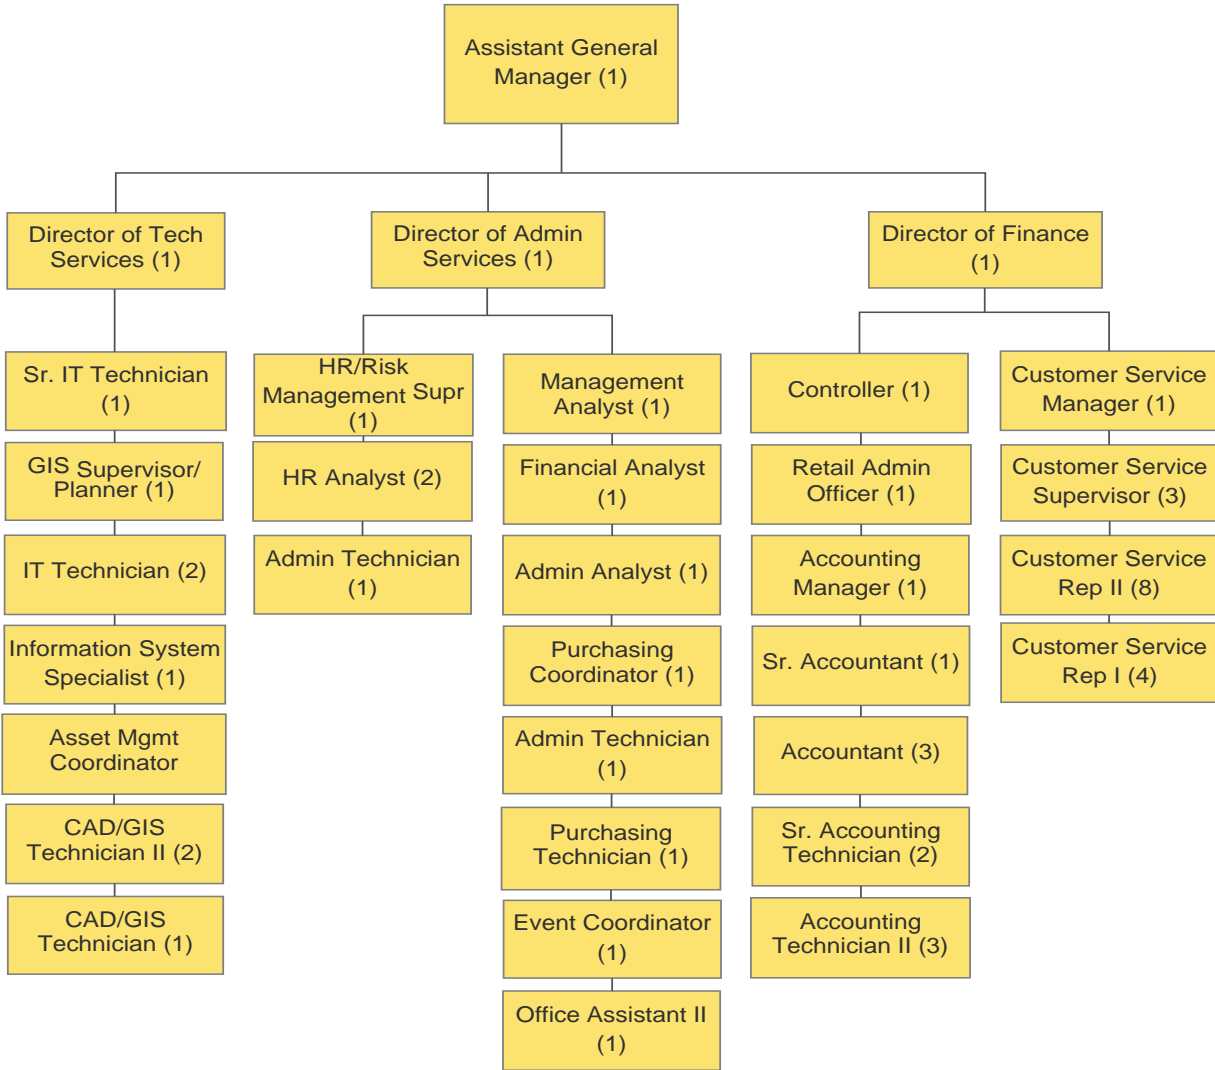 Assistant General
Manager (1)
Director of Tech
Services (1)
Director of Admin
Services (1)
Director of Finance
(1)
Sr. IT Technician
(1)
GIS Supervisor/
Planner (1)
IT Technician (2)
Information System
Specialist (1)
Asset Mgmt
Coordinator
CAD/GIS
Technician II (2)
CAD/GIS
Technician (1)
HR/Risk
Management Supr
(1)
HR Analyst (2)
Admin Technician
(1)
Management
Analyst (1)
Financial Analyst
(1)
Admin Analyst (1)
Purchasing
Coordinator (1)
Admin Technician
(1)
Purchasing
Technician (1)
Event Coordinator
(1)
Office Assistant II
(1)
Controller (1)
Retail Admin
Officer (1)
Accounting
Manager (1)
Sr. Accountant (1)
Accountant (3)
Sr. Accounting
Technician (2)
Accounting
Technician II (3)
Customer Service
Manager (1)
Customer Service
Supervisor (3)
Customer Service
Rep II (8)
Customer Service
Rep I (4)